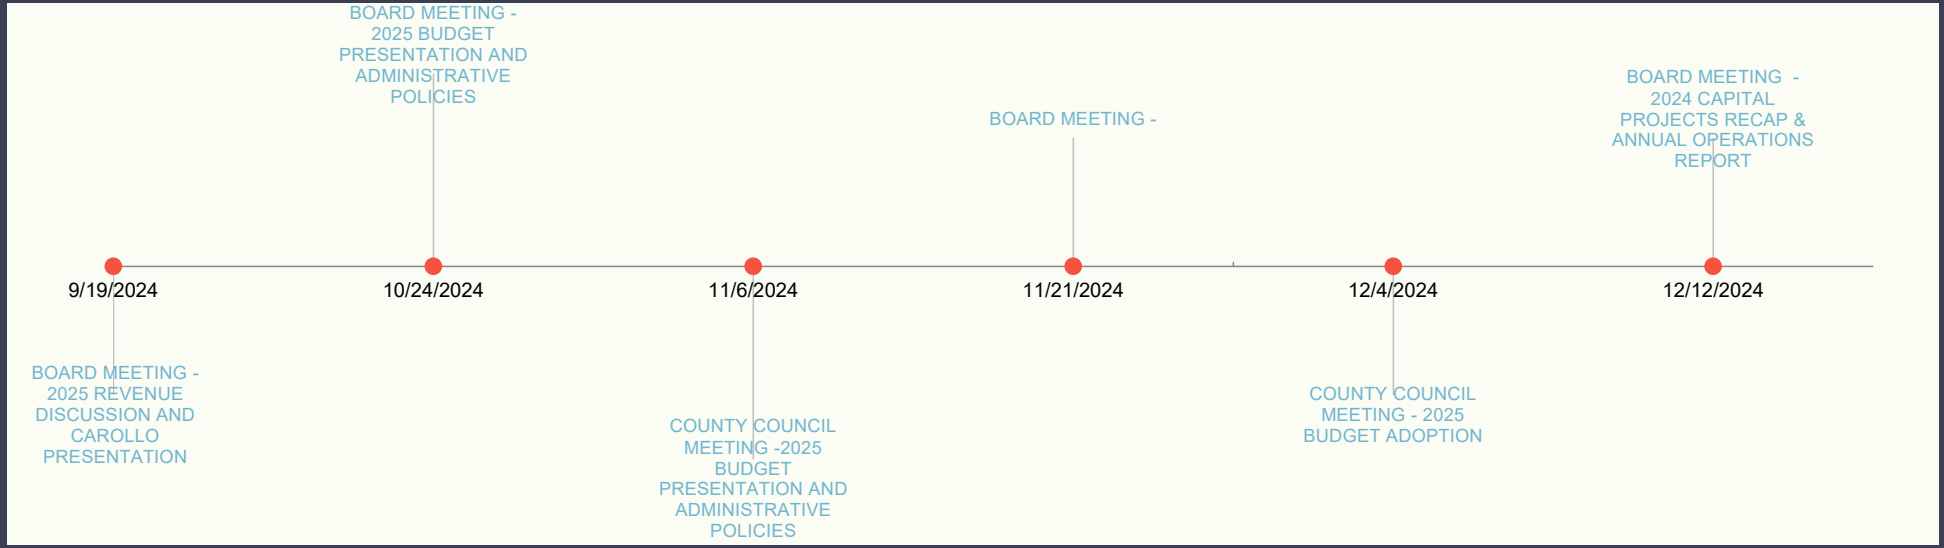 BOARD MEETING -
2025 BUDGET
PRESENTATION AND
ADMINISTRATIVE
POLICIES
BOARD MEETING -
BOARD MEETING  -
2024 CAPITAL
PROJECTS RECAP &
ANNUAL OPERATIONS
REPORT
9/19/2024
10/24/2024
11/6/2024
11/21/2024
12/4/2024
12/12/2024
BOARD MEETING -
2025 REVENUE
DISCUSSION AND
CAROLLO
PRESENTATION
COUNTY COUNCIL
MEETING -2025
BUDGET
PRESENTATION AND
ADMINISTRATIVE
POLICIES
COUNTY COUNCIL
MEETING - 2025
BUDGET ADOPTION